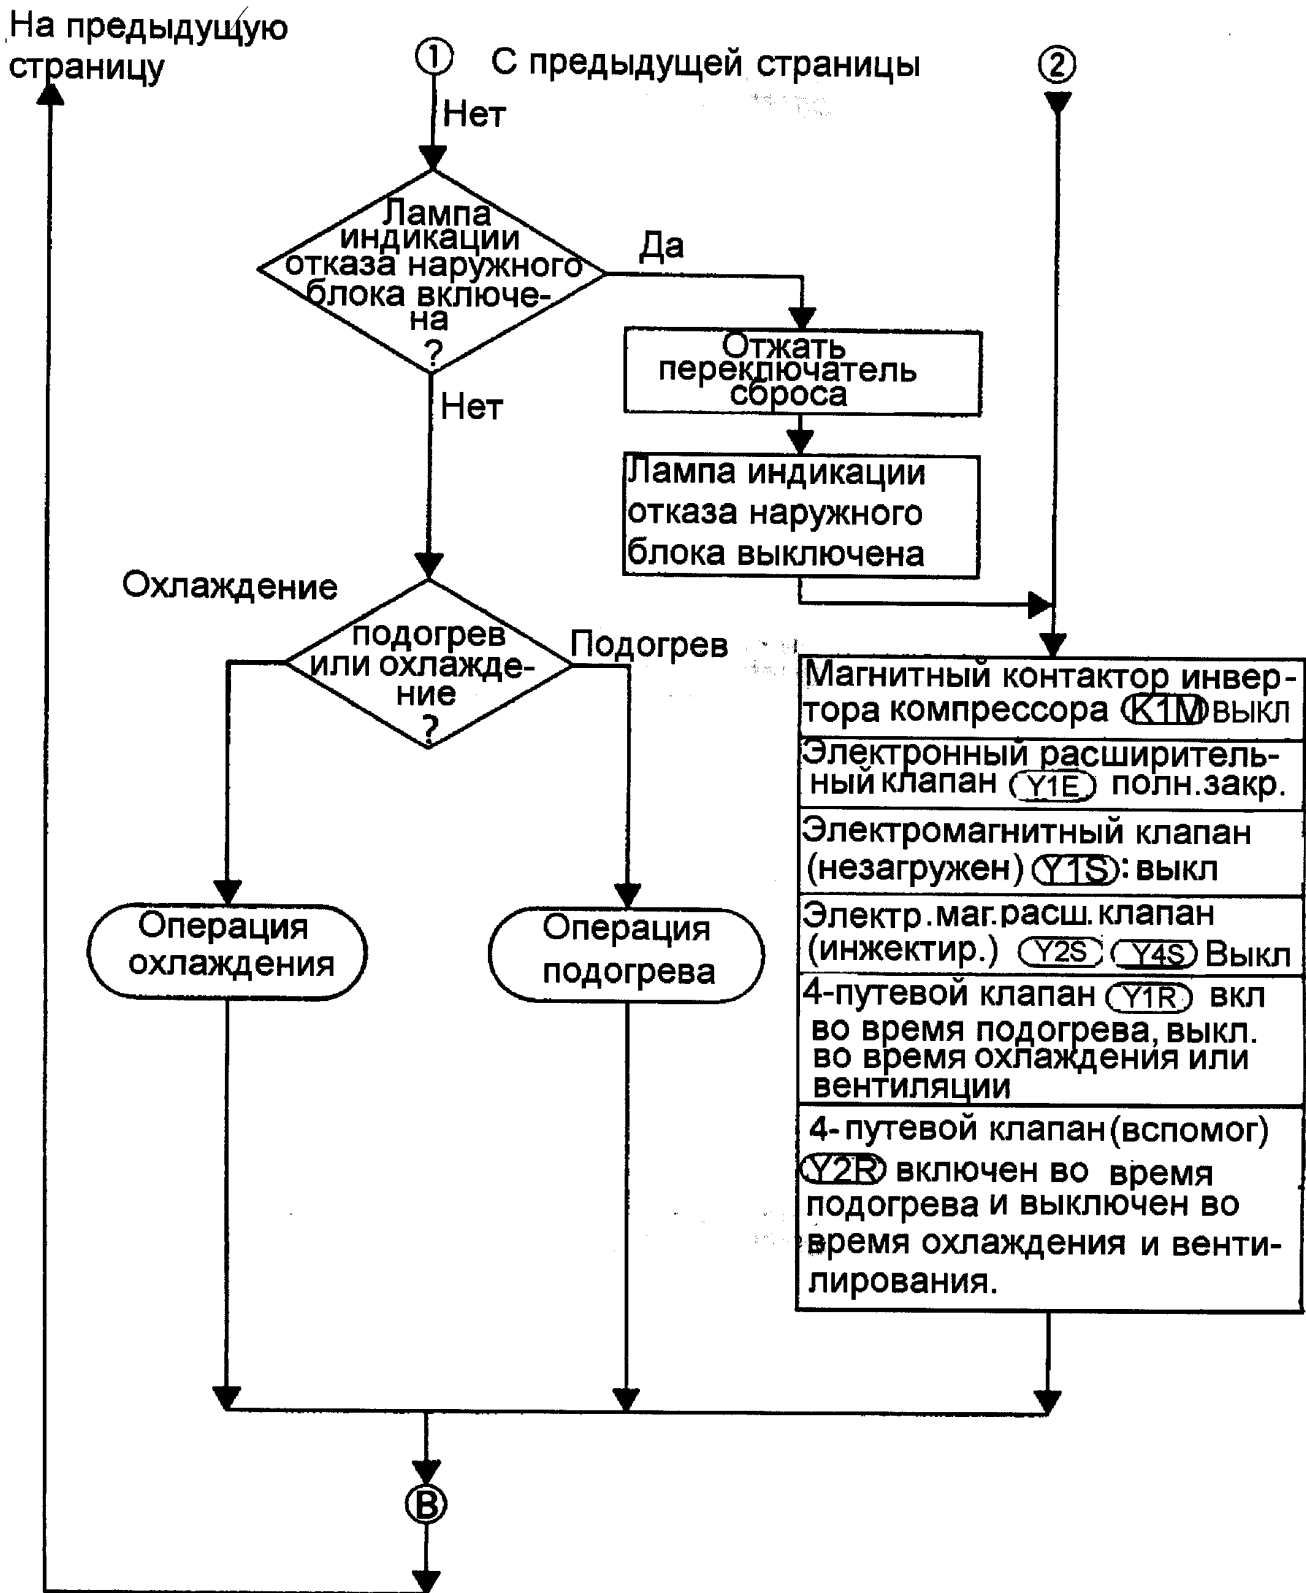 На предыдущую
страницу
1
С предыдущей страницы
2
Нет
Лампа
индикации
отказа наружного
блока включе-
на
?
Да
Отжать
переключатель
сброса
Нет
Лампа индикации
отказа наружного
блока выключена
Охлаждение
подогрев
или охлажде-
ние
?
Подогрев
Магнитный контактор инвер-
тора компрессора K1M выкл
Электронный расширитель-
ный клапан Y1E полн.закр.
Электромагнитный клапан
(незагружен) Y1S: выкл
Электр.маг.расш.клапан
(инжектир.) Y2S Y4S Выкл
4-путевой клапан Y1R вкл
во время подогрева, выкл.
во время охлаждения или
вентиляции
4-путевой клапан (вспомог)
Y2R включен во время
подогрева и выключен во
время охлаждения и венти-
лирования.
Операция
охлаждения
Операция
подогрева
B